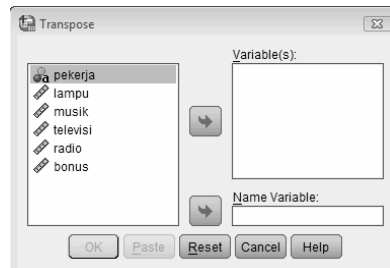 Transpose
pekerja
lampu
musik
televisi
radio
bonus
Variable(s):
Name Variable:
OK Paste Reset Cancel Help